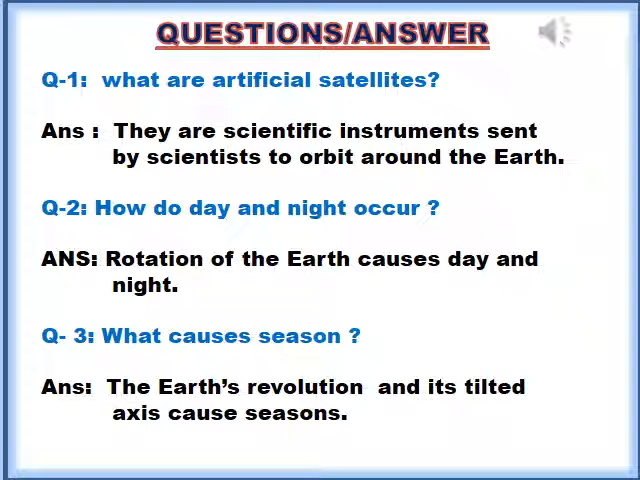 QUESTIONS/ANSWER
Q-1:  what are artificial satellites?
Ans :  They are scientific instruments sent
by scientists to orbit around the Earth.
Q-2: How do day and night occur ?
ANS: Rotation of the Earth causes day and
night.
Q- 3: What causes season ?
Ans:  The Earth’s revolution  and its tilted
axis cause seasons.